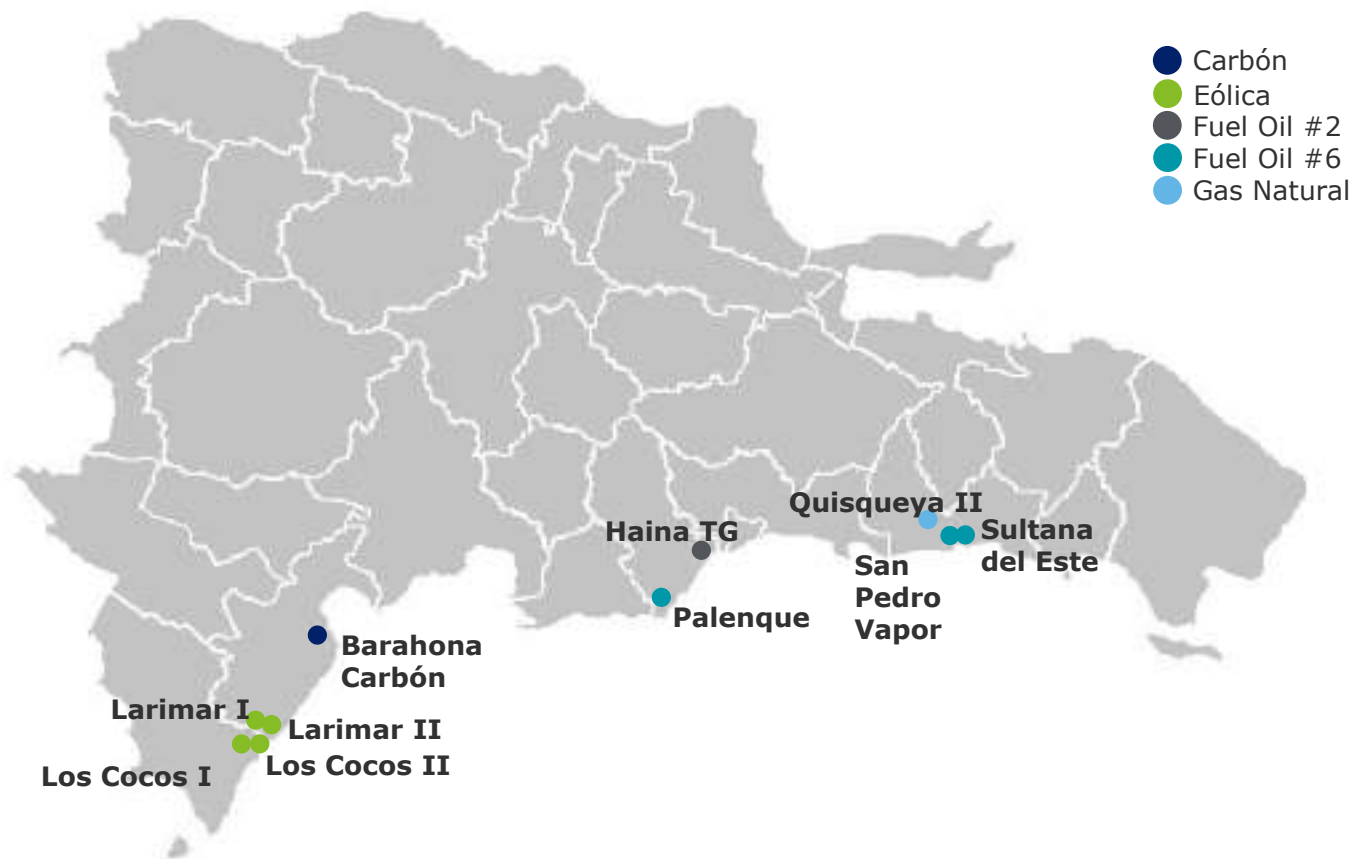 Carbón
Eólica
Fuel Oil #2
Fuel Oil #6
Gas Natural
Quisqueya II
Haina TG
Sultana
del Este
San
Pedro
Vapor
Palenque
Barahona
Carbón
Larimar I
Larimar II
Los Cocos II
Los Cocos I